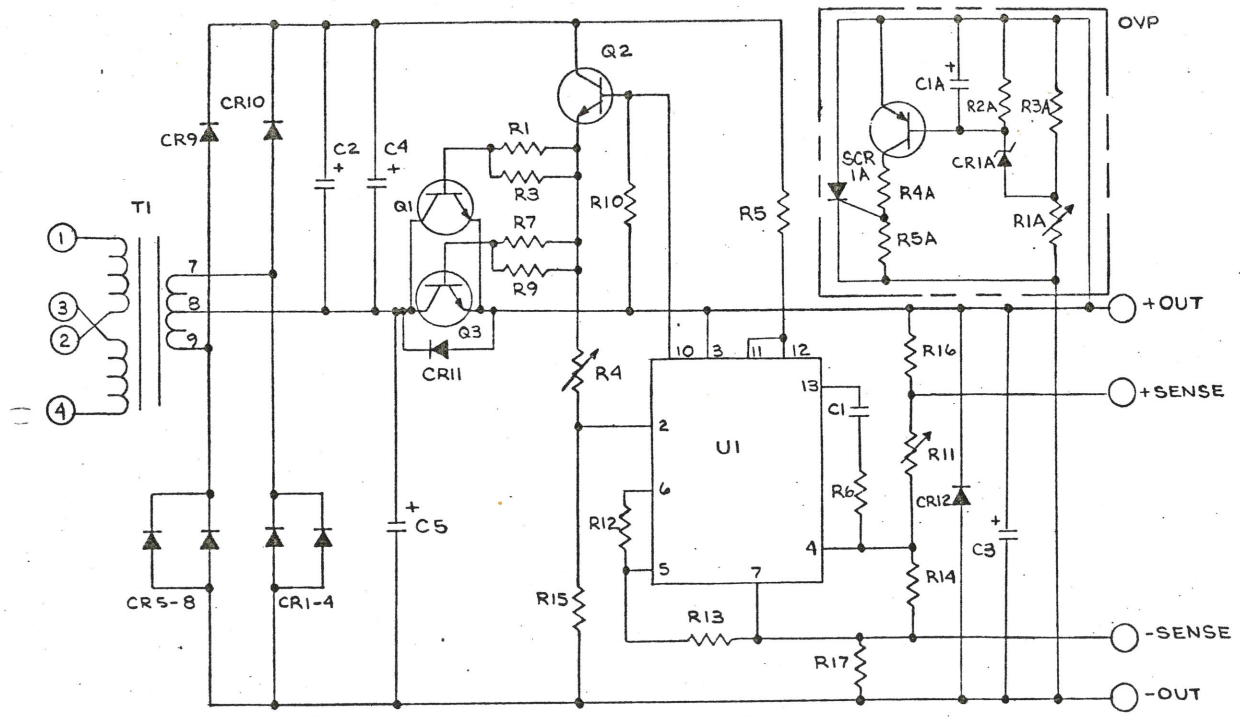 OVP
Q2
CR10
C1A
+
R2A
R3A
CR9
R1
C2
+
C4
+
SCR
1A
CR1A
R3
R4A
T1
Q1
R10
R5
R1A
R7
R5A
1
7
R9
3
8
+OUT
2
Q3
9
10
3
11
12
R16
CR11
R4
13
+SENSE
4
C1
2
U1
R11
6
R6
CR12
+
C5
R12
+
C3
4
5
7
R14
CR5-8
CR1-4
R15
R13
-SENSE
R17
-OUT